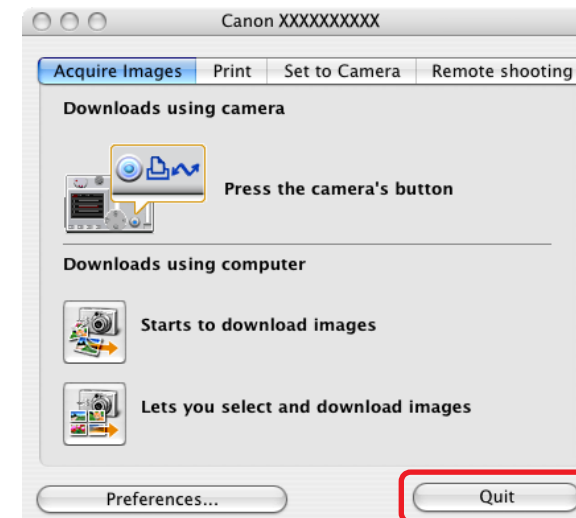 Canon XXXXXXXXXX
Acquire Images Print Set to Camera Remote shooting
Downloads using camera
Press the camera's button
Downloads using computer
Starts to download images
Lets you select and download images
Preferences... Quit